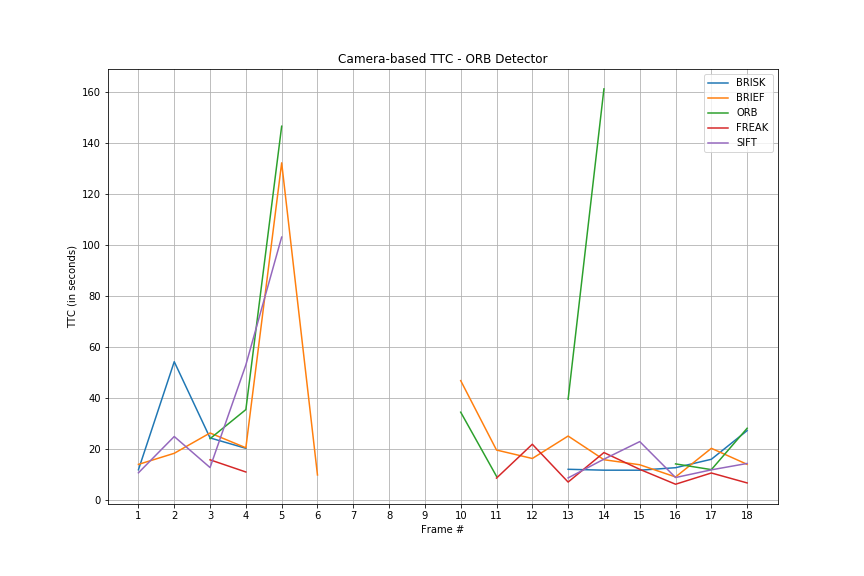 Camera-based TTC - ORB Detector
BRISK
BRIEF
ORB
FREAK
SIFT
160
140
120
100
80
60
40
20
0
TTC (in seconds)
1 2 3 4 5 6 7 8 9 10 11 12 13 14 15 16 17 18
Frame #